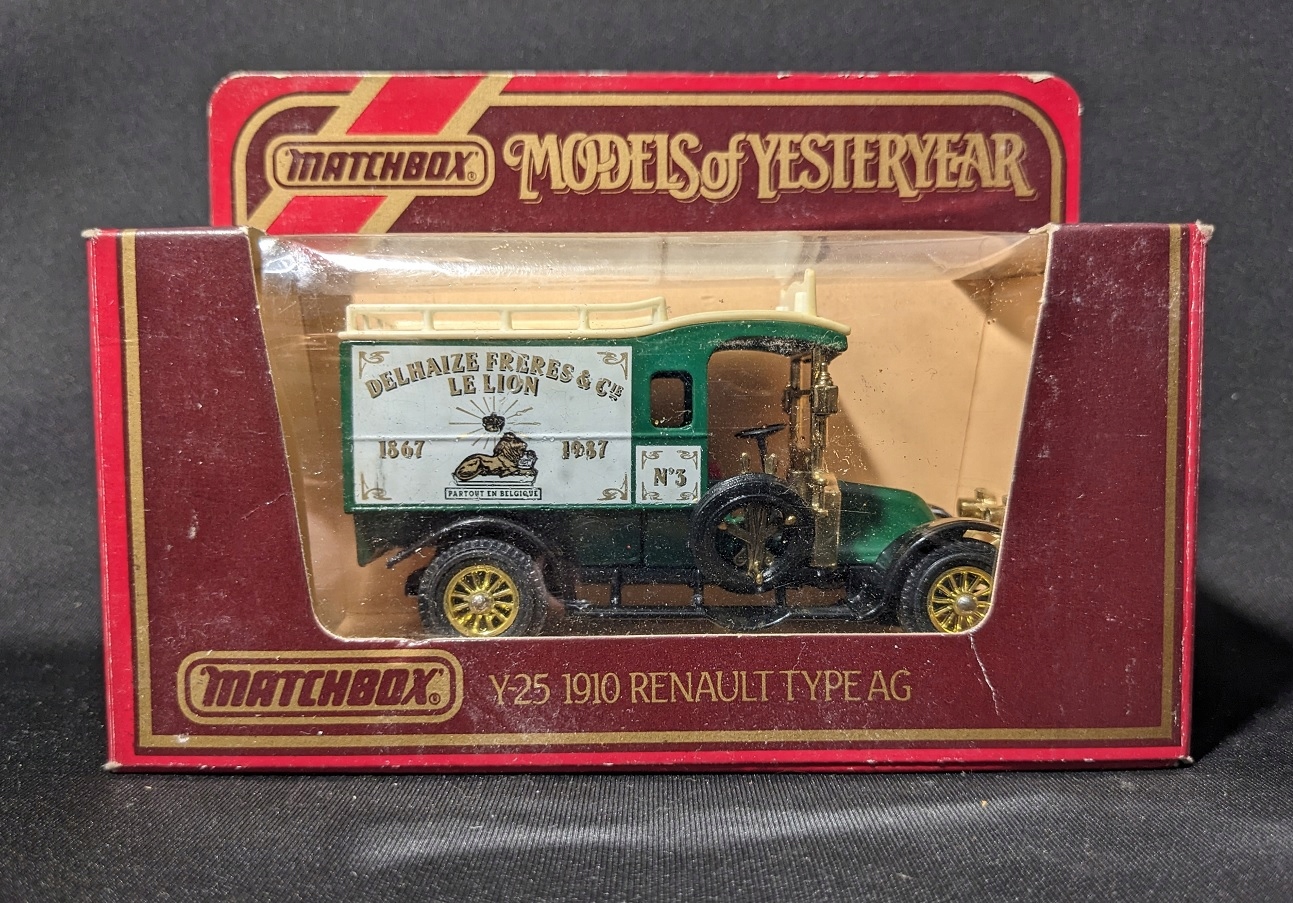 MATCHBOX®
MODELS of YESTERYEAR
DELHAIZE FRERES & CIE
LE LION
1867 1987
PARTOUT EN BELGIQUE
N°3
MATCHBOX®
Y-25 1910 RENAULT TYPE AG